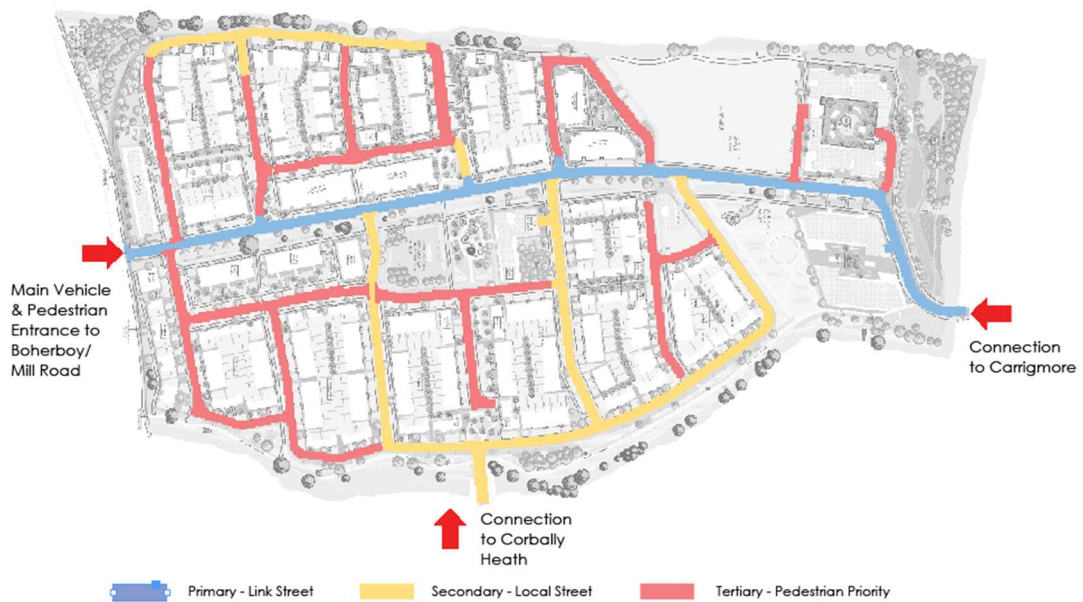 Main Vehicle
& Pedestrian
Entrance to
Boherboy/
Mill Road
Connection
to Carrigmore
Connection
to Corbally
Heath
Primary - Link Street
Secondary - Local Street
Tertiary - Pedestrian Priority